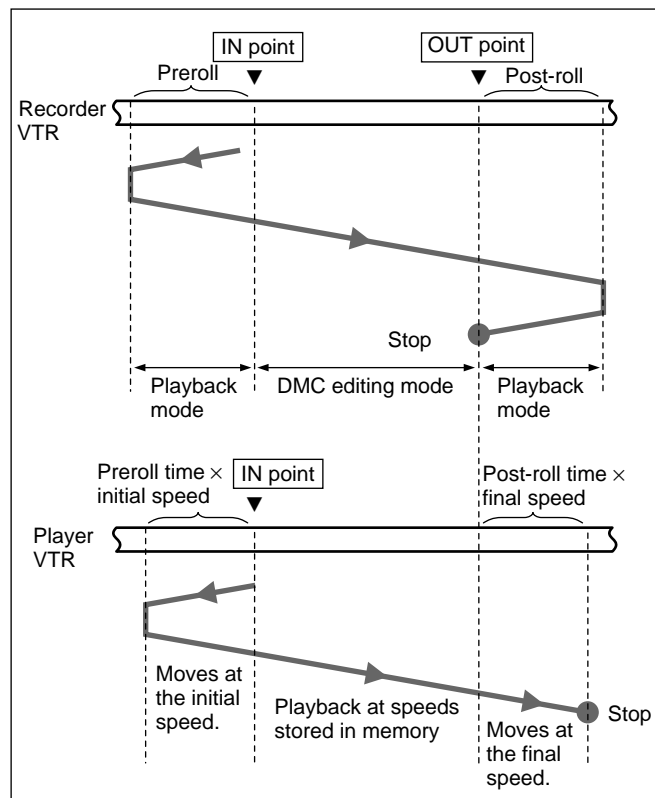 IN point
OUT point
Preroll
Post-roll
Recorder
VTR
Stop
Playback
mode
DMC editing mode
Playback
mode
Preroll time ×
initial speed
IN point
Post-roll time ×
final speed
Player
VTR
Moves at
the initial
speed.
Playback at speeds
stored in memory
Moves at
the final
speed.
Stop